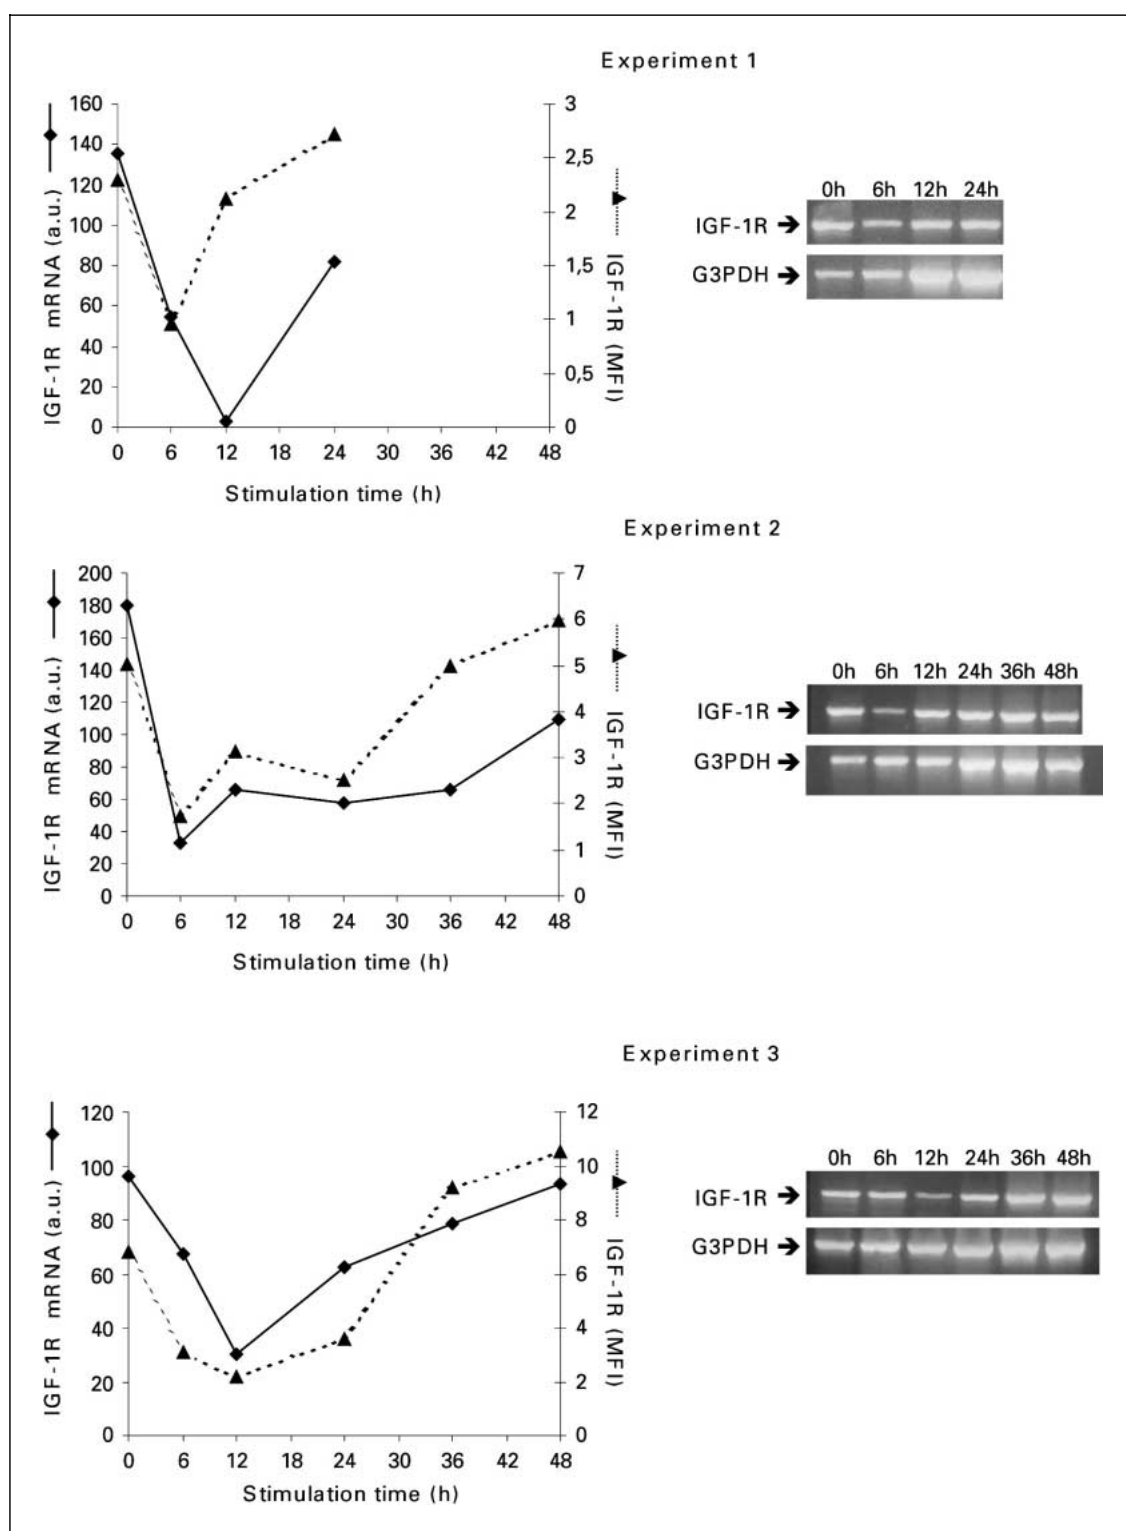 Experiment 1
IGF-1R mRNA (a.u.)
160
140
120
100
80
60
40
20
0
3
2,5
2
1,5
1
0,5
0
IGF-1R (MFI)
0 6 12 18 24 30 36 42 48
Stimulation time (h)
0h 6h 12h 24h
IGF-1R ➔
G3PDH ➔
Experiment 2
IGF-1R mRNA (a.u.)
200
180
160
140
120
100
80
60
40
20
0
7
6
5
4
3
2
1
0
IGF-1R (MFI)
0 6 12 18 24 30 36 42 48
Stimulation time (h)
0h 6h 12h 24h 36h 48h
IGF-1R ➔
G3PDH ➔
Experiment 3
IGF-1R mRNA (a.u.)
120
100
80
60
40
20
0
12
10
8
6
4
2
0
IGF-1R (MFI)
0 6 12 18 24 30 36 42 48
Stimulation time (h)
0h 6h 12h 24h 36h 48h
IGF-1R ➔
G3PDH ➔